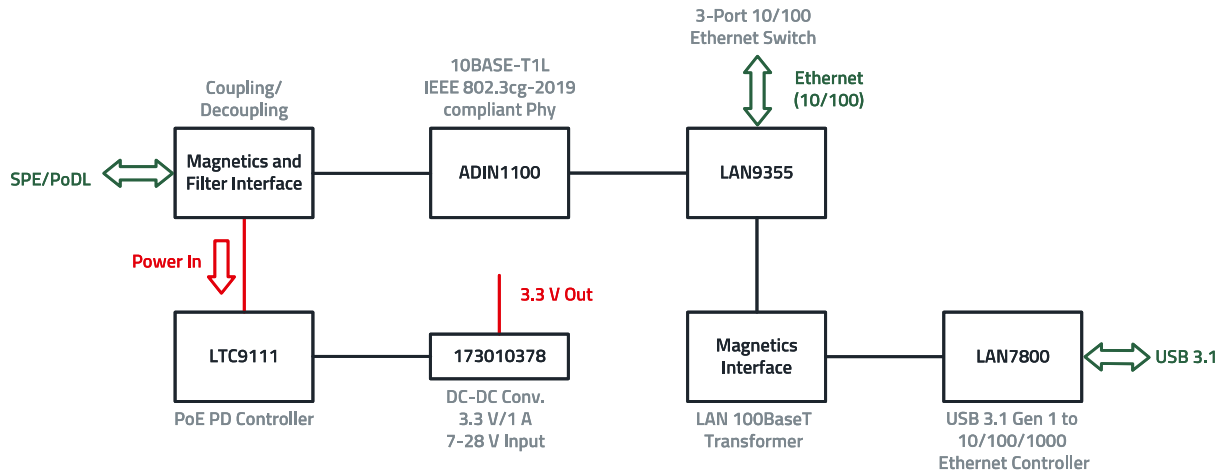 3-Port 10/100
Ethernet Switch
Ethernet
(10/100)
10BASE-T1L
IEEE 802.3cg-2019
compliant Phy
Coupling/
Decoupling
SPE/PoDL
Magnetics and
Filter Interface
ADIN1100
LAN9355
Power In
3.3 V Out
LTC9111
PoE PD Controller
173010378
DC-DC Conv.
3.3 V/1 A
7-28 V Input
Magnetics
Interface
LAN 100BaseT
Transformer
LAN7800
USB 3.1
USB 3.1 Gen 1 to
10/100/1000
Ethernet Controller